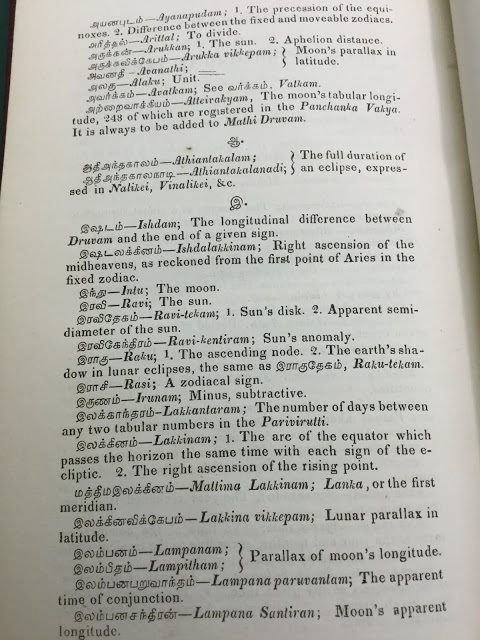 அயனபுடம்—Ayanapudam; 1. The precession of the equi-
noxes. 2. Difference between the fixed and moveable zodiacs.
அரித்தல்—Arittal; To divide.
அருக்கன்—Arukkan; 1. The sun. 2. Aphelion distance.
அருக்கவிக்கேபம்—Arukka vikkepam; } Moon's parallax in
அவனதி—Avanathi; latitude.
அலகு—Alaku; Unit.
அவர்க்கம்—Avatkam; See வர்க்கம், Vatkam.
அற்றைவாக்கியம்—Atteivakyam, The moon's tabular longi-
tude, 248 of which are registered in the Panchanka Vakya.
It is always to be added to Mathi Druvam.
ஆ.
ஆதிஅந்தகாலம்—Athiantakalam; } The full duration of
ஆதிஅந்தகாலநாடி—Athiantakalanadi; an eclipse, expres-
sed in Nalikei, Vinalikei, &c.
இ.
இஷ்டம்—Ishdam; The longitudinal difference between
Druvam and the end of a given sign.
இஷ்டலக்கினம்—Ishdalakkinam; Right ascension of the
midheavens, as reckoned from the first point of Aries in the
fixed zodiac.
இந்து—Intu; The moon.
இரவி—Ravi; The sun.
இரவிதேகம்—Ravi-tekam; 1. Sun's disk. 2. Apparent semi-
diameter of the sun.
இரவிகேந்திரம்—Ravi-kentiram; Sun's anomaly.
இராகு—Raku; 1. The ascending node. 2. The earth's sha-
dow in lunar eclipses, the same as இராகுதேகம், Raku-tekam.
இராசி—Rasi; A zodiacal sign.
இருணம்—Irunam; Minus, subtractive.
இலக்காந்தரம்—Lakkantaram; The number of days between
any two tabular numbers in the Parivirutti.
இலக்கினம்—Lakkinam; 1. The arc of the equator which
passes the horizon the same time with each sign of the e-
cliptic. 2. The right ascension of the rising point.
மத்திமஇலக்கினம்—Mattima Lakkinam; Lanka, or the first
meridian.
இலக்கினவிக்கேபம்—Lakkina vikkepam; Lunar parallax in
latitude.
இலம்பனம்—Lampanam; } Parallax of moon's longitude.
இலம்பிதம்—Lampitham;
இலம்பனபறுவாந்தம்—Lampana paruvantam; The apparent
time of conjunction.
இலம்பனசந்திரன்—Lampana Santiran; Moon's apparent
longitude.